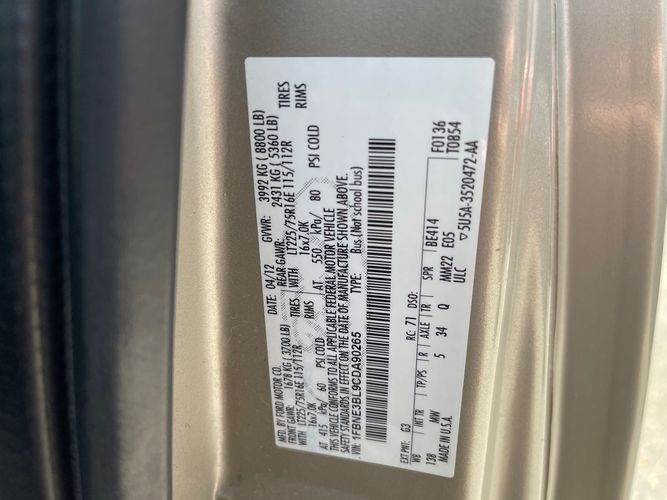 MFD. BY FORD MOTOR CO.
DATE: 04/12 GVWR: 3992 KG ( 8800 LB)
FRONT GAWR: 1678 KG ( 3700 LB) REAR GAWR: 2431 KG ( 5360 LB)
WITH LT225/75R16E 115/112R TIRES WITH LT225/75R16E 115/112R TIRES
16x7.0K RIMS 16x7.0K RIMS
AT 415 kPa/ 60 PSI COLD AT 550 kPa/ 80 PSI COLD
THIS VEHICLE CONFORMS TO ALL APPLICABLE FEDERAL MOTOR VEHICLE
SAFETY STANDARDS IN EFFECT ON THE DATE OF MANUFACTURE SHOWN ABOVE.
VIN: 1FBNE3BL9CDA90265 TYPE: Bus (Not school bus)
F0136
T0854
EXT PNT: G3 RC: 71 DSO: BE414
WB INT TR TP/PS R AXLE TR SPR E05
138 MW 5 34 Q MM22
MADE IN U.S.A. ULC ▽5U5A-3520472-AA